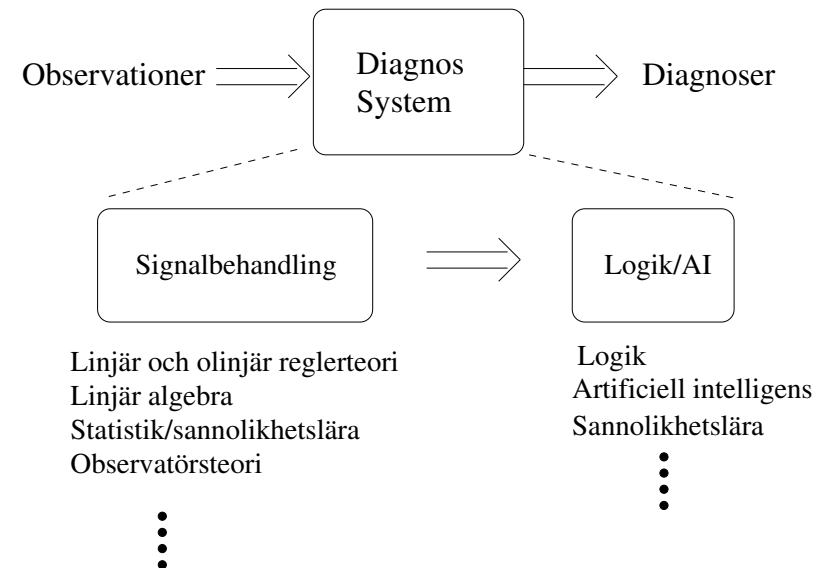 Observationer
Diagnos
System
Diagnoser
Signalbehandling
Logik/AI
Linjär och olinjär reglerteori
Linjär algebra
Statistik/sannolikhetslära
Observatörsteori
Logik
Artificiell intelligens
Sannolikhetslära